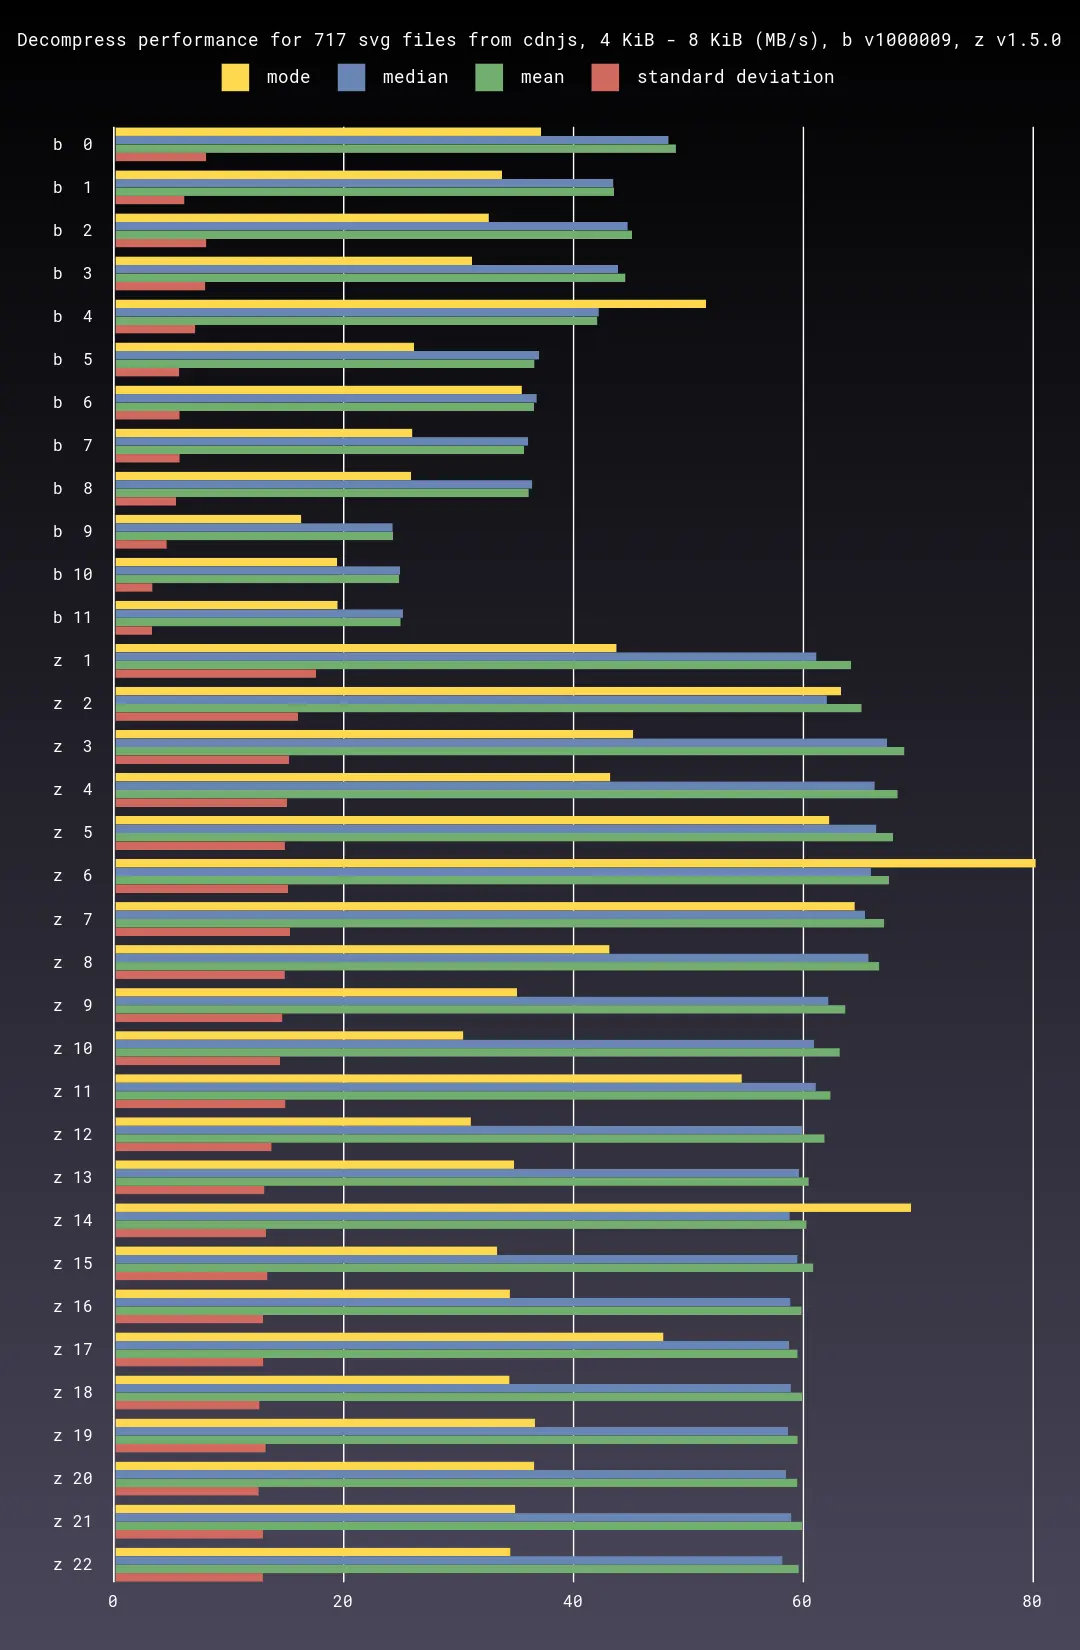 Decompress performance for 717 svg files from cdnjs, 4 KiB - 8 KiB (MB/s), b v1000009, z v1.5.0
mode median mean standard deviation
b 0
b 1
b 2
b 3
b 4
b 5
b 6
b 7
b 8
b 9
b 10
b 11
z 1
z 2
z 3
z 4
z 5
z 6
z 7
z 8
z 9
z 10
z 11
z 12
z 13
z 14
z 15
z 16
z 17
z 18
z 19
z 20
z 21
z 22
0 20 40 60 80